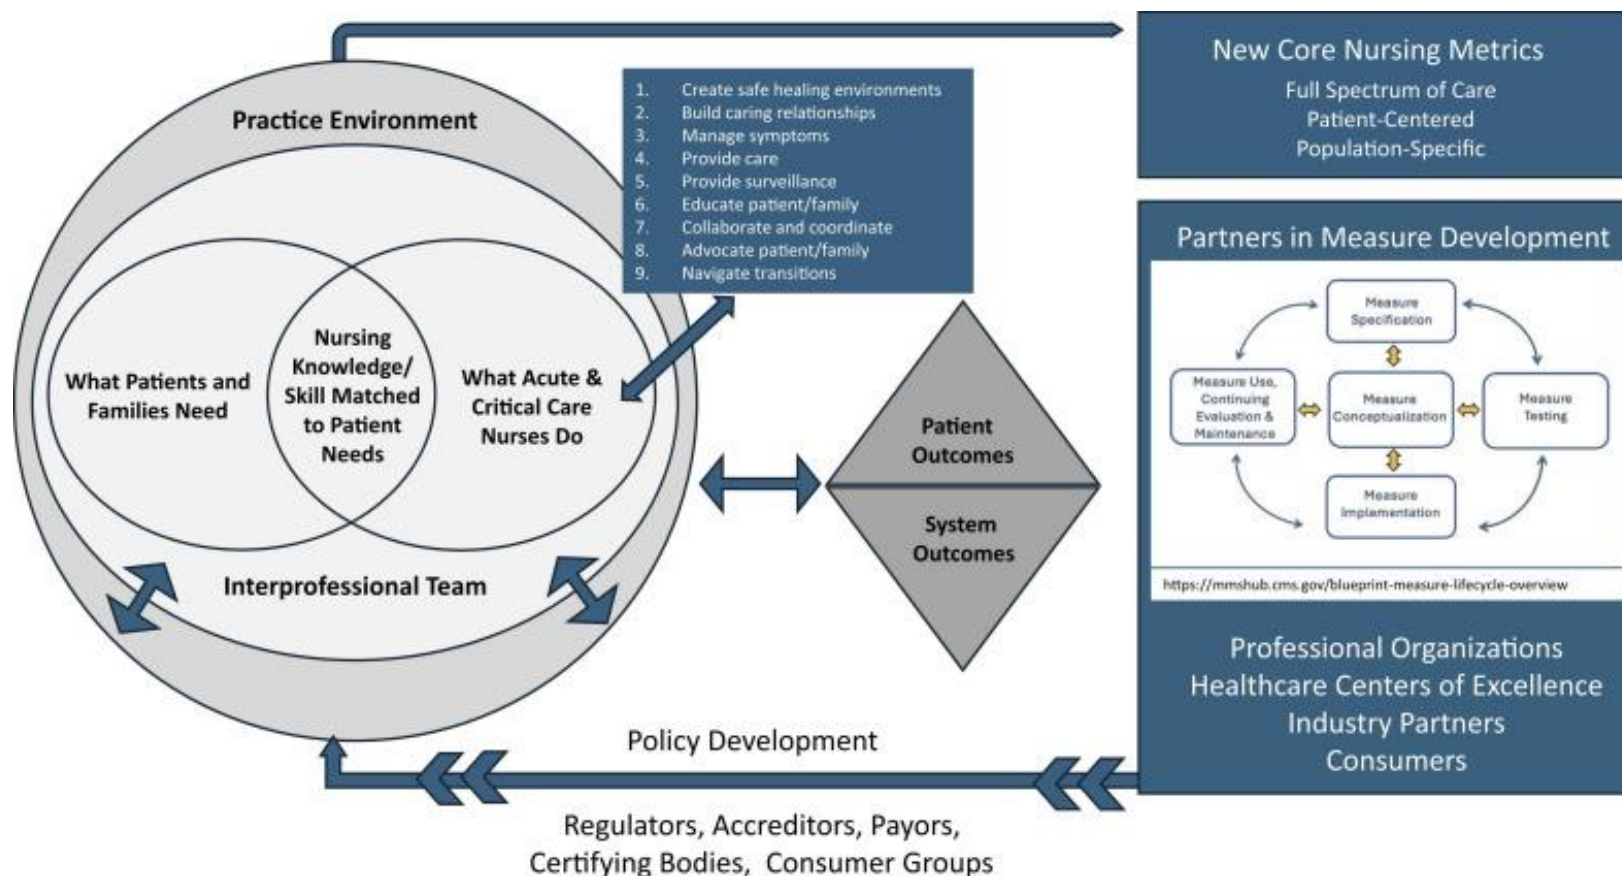 New Core Nursing Metrics
Full Spectrum of Care
Patient-Centered
Population-Specific
Practice Environment
1. Create safe healing environments
2. Build caring relationships
3. Manage symptoms
4. Provide care
5. Provide surveillance
6. Educate patient/family
7. Collaborate and coordinate
8. Advocate patient/family
9. Navigate transitions
What Patients and
Families Need
Nursing
Knowledge/
Skill Matched
to Patient
Needs
What Acute &
Critical Care
Nurses Do
Interprofessional Team
Patient
Outcomes
System
Outcomes
Partners in Measure Development
Measure
Specification
Measure Use,
Continuing
Evaluation &
Maintenance
Measure
Conceptualization
Measure
Testing
Measure
Implementation
https://mmshub.cms.gov/blueprint-measure-lifecycle-overview
Professional Organizations
Healthcare Centers of Excellence
Industry Partners
Consumers
Policy Development
Regulators, Accreditors, Payors,
Certifying Bodies, Consumer Groups